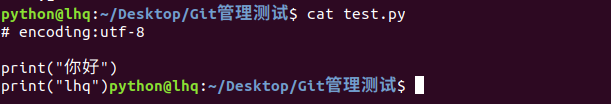 python@lhq:~/Desktop/Git管理测试$ cat test.py
# encoding:utf-8

print("你好")
print("lhq")python@lhq:~/Desktop/Git管理测试$